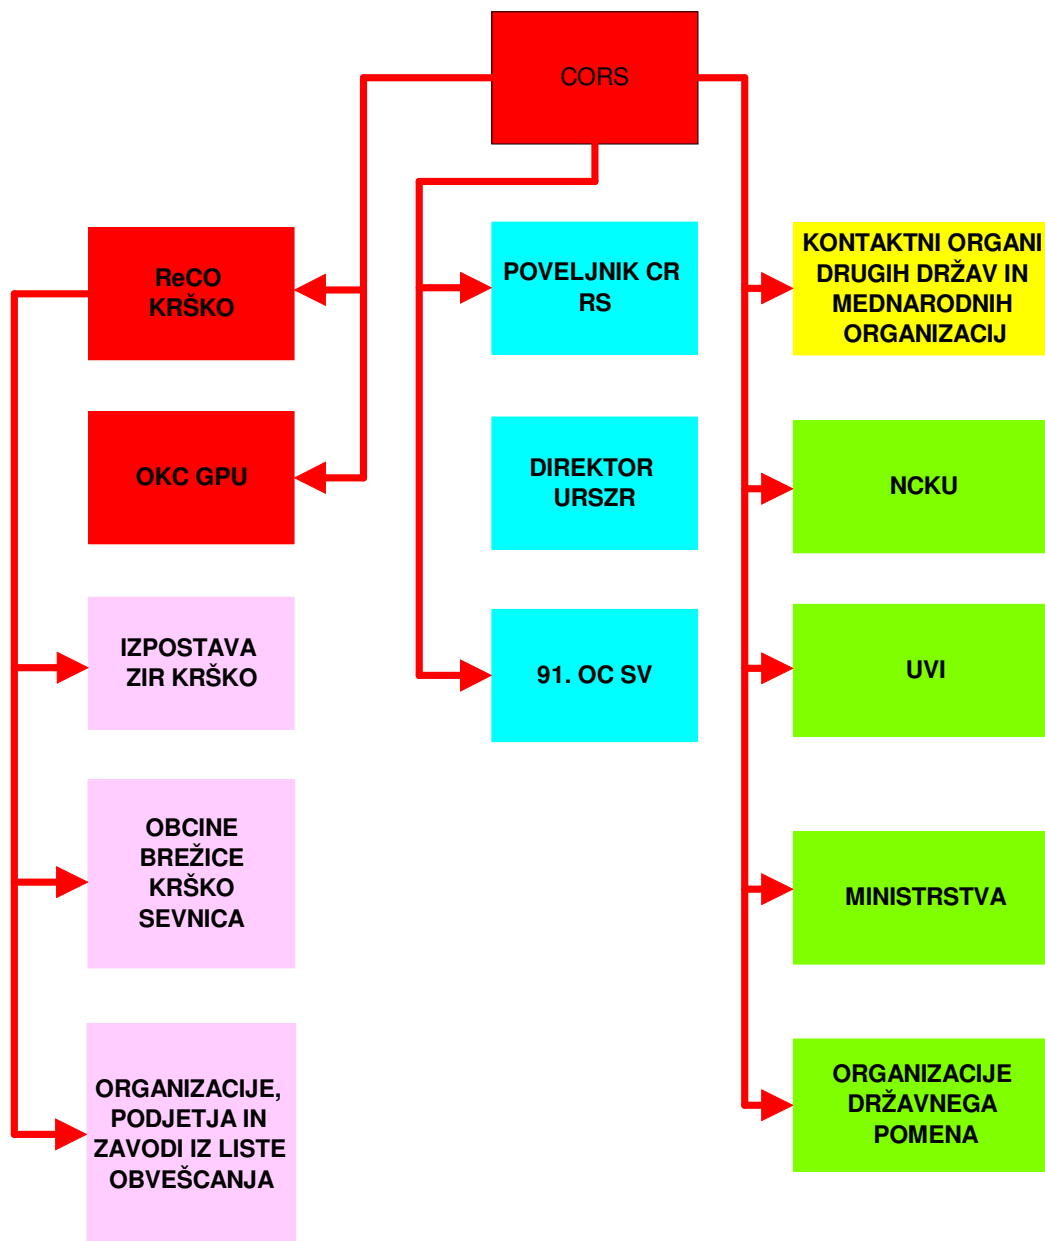 CORS
ReCO
KRŠKO
POVELJNIK CR
RS
KONTAKTNI ORGANI
DRUGIH DRŽAV IN
MEDNARODNIH
ORGANIZACIJ
OKC GPU
DIREKTOR
URSZR
NCKU
IZPOSTAVA
ZIR KRŠKO
91. OC SV
UVI
OBCINE
BREŽICE
KRŠKO
SEVNICA
MINISTRSTVA
ORGANIZACIJE,
PODJETJA IN
ZAVODI IZ LISTE
OBVEŠCANJA
ORGANIZACIJE
DRŽAVNEGA
POMENA